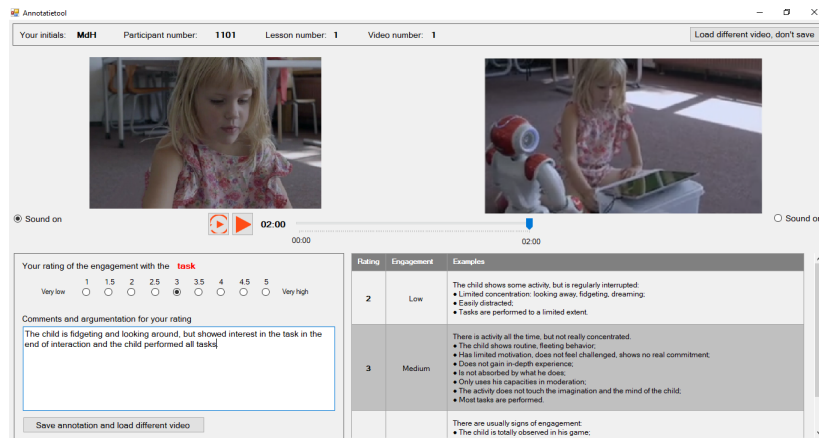 Annotatietool
Your initials: MdH Participant number: 1101 Lesson number: 1 Video number: 1 Load different video, don't save
Sound on 02:00 Sound on
00:00 02:00
Your rating of the engagement with the task
1 1.5 2 2.5 3 3.5 4 4.5 5
Very low Very high
Comments and argumentation for your rating
The child is fidgeting and looking around, but showed interest in the task in the
end of interaction and the child performed all tasks
Save annotation and load different video
Rating Engagement Examples
The child shows some activity, but is regularly interrupted:
• Limited concentration: looking away, fidgeting, dreaming;
2 Low
• Easily distracted;
• Tasks are performed to a limited extent.
There is activity all the time, but not really concentrated.
• The child shows routine, fleeting behavior;
• Has limited motivation, does not feel challenged, shows no real commitment;
• Does not gain in-depth experience;
3 Medium
• Is not absorbed by what he does;
• Only uses his capacities in moderation;
• The activity does not touch the imagination and the mind of the child;
• Most tasks are performed.
There are usually signs of engagement:
• The child is totally observed in his game;